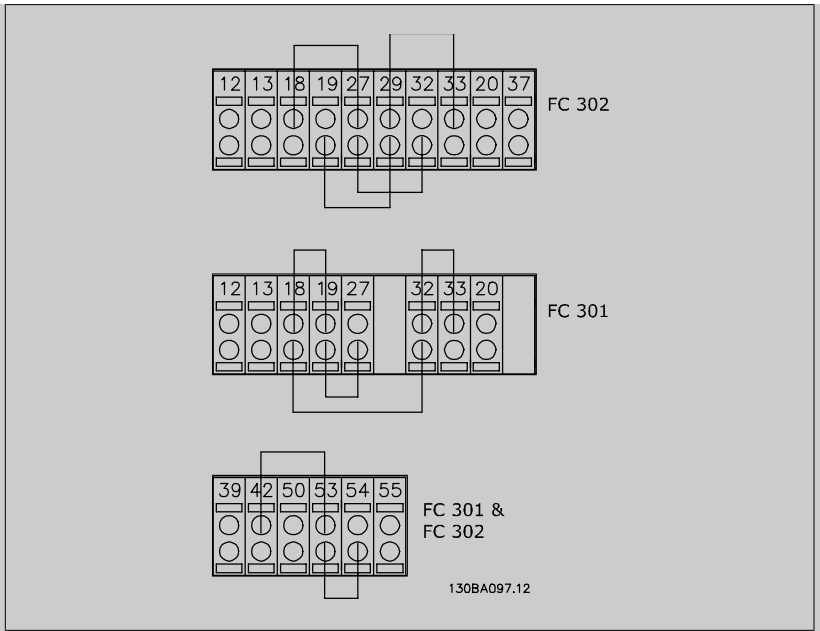 12 13 18 19 27 29 32 33 20 37
FC 302
12 13 18 19 27 32 33 20
FC 301
39 42 50 53 54 55
FC 301 &
FC 302
130BA097.12